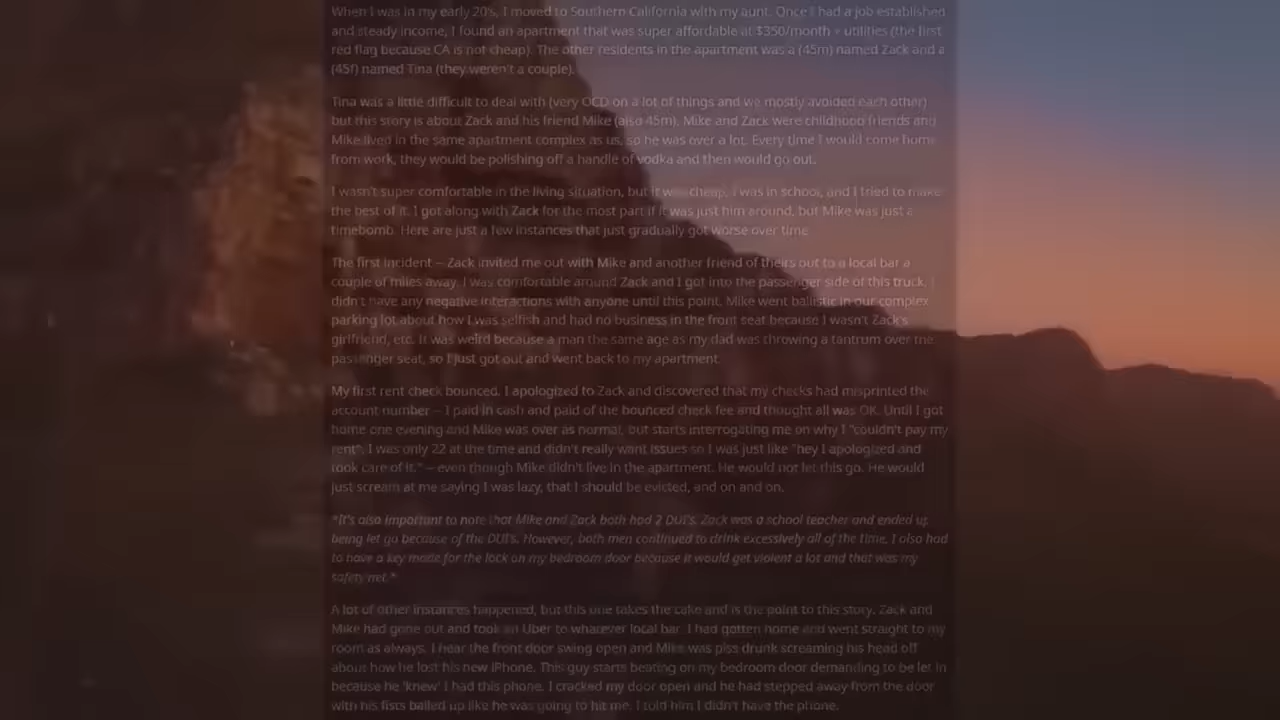 When I was in my early 20's, I moved to Southern California with my aunt. Once I had a job established
and steady income, I found an apartment that was super affordable at $350/month + utilities (the first
red flag because CA is not cheap). The other residents in the apartment was a (45m) named Zack and a
(45f) named Tina (they weren't a couple).
Tina was a little difficult to deal with (very OCD on a lot of things and we mostly avoided each other)
but this story is about Zack and his friend Mike (also 45m). Mike and Zack were childhood friends and
Mike lived in the same apartment complex as us, so he was over a lot. Every time I would come home
from work, they would be polishing off a handle of vodka and then would go out.
I wasn't super comfortable in the living situation, but it was cheap, I was in school, and I tried to make
the best of it. I got along with Zack for the most part if it was just him around, but Mike was just a
timebomb. Here are just a few instances that just gradually got worse over time.
The first incident – Zack invited me out with Mike and another friend of theirs out to a local bar a
couple of miles away. I was comfortable around Zack and I got into the passenger side of this truck. I
didn't have any negative interactions with anyone until this point. Mike went ballistic in our complex
parking lot about how I was selfish and had no business in the front seat because I wasn't Zack's
girlfriend, etc. It was weird because a man the same age as my dad was throwing a tantrum over the
passenger seat, so I just got out and went back to my apartment.
My first rent check bounced. I apologized to Zack and discovered that my checks had misprinted the
account number – I paid in cash and paid of the bounced check fee and thought all was OK. Until I got
home one evening and Mike was over as normal, but starts interrogating me on why I "couldn't pay my
rent". I was only 22 at the time and didn't really want issues so I was just like "hey I apologized and
took care of it." – even though Mike didn't live in the apartment. He would not let this go. He would
just scream at me saying I was lazy, that I should be evicted, and on and on.
*It's also important to note that Mike and Zack both had 2 DUI's. Zack was a school teacher and ended up
being let go because of the DUI's. However, both men continued to drink excessively all of the time. I also had
to have a key made for the lock on my bedroom door because it would get violent a lot and that was my
safety net.*
A lot of other instances happened, but this one takes the cake and is the point to this story. Zack and
Mike had gone out and took an Uber to whatever local bar. I had gotten home and went straight to my
room as always. I hear the front door swing open and Mike was piss drunk screaming his head off
about how he lost his new iPhone. This guy starts beating on my bedroom door demanding to be let in
because he 'knew' I had this phone. I cracked my door open and he had stepped away from the door
with his fists balled up like he was going to hit me. I told him I didn't have the phone.